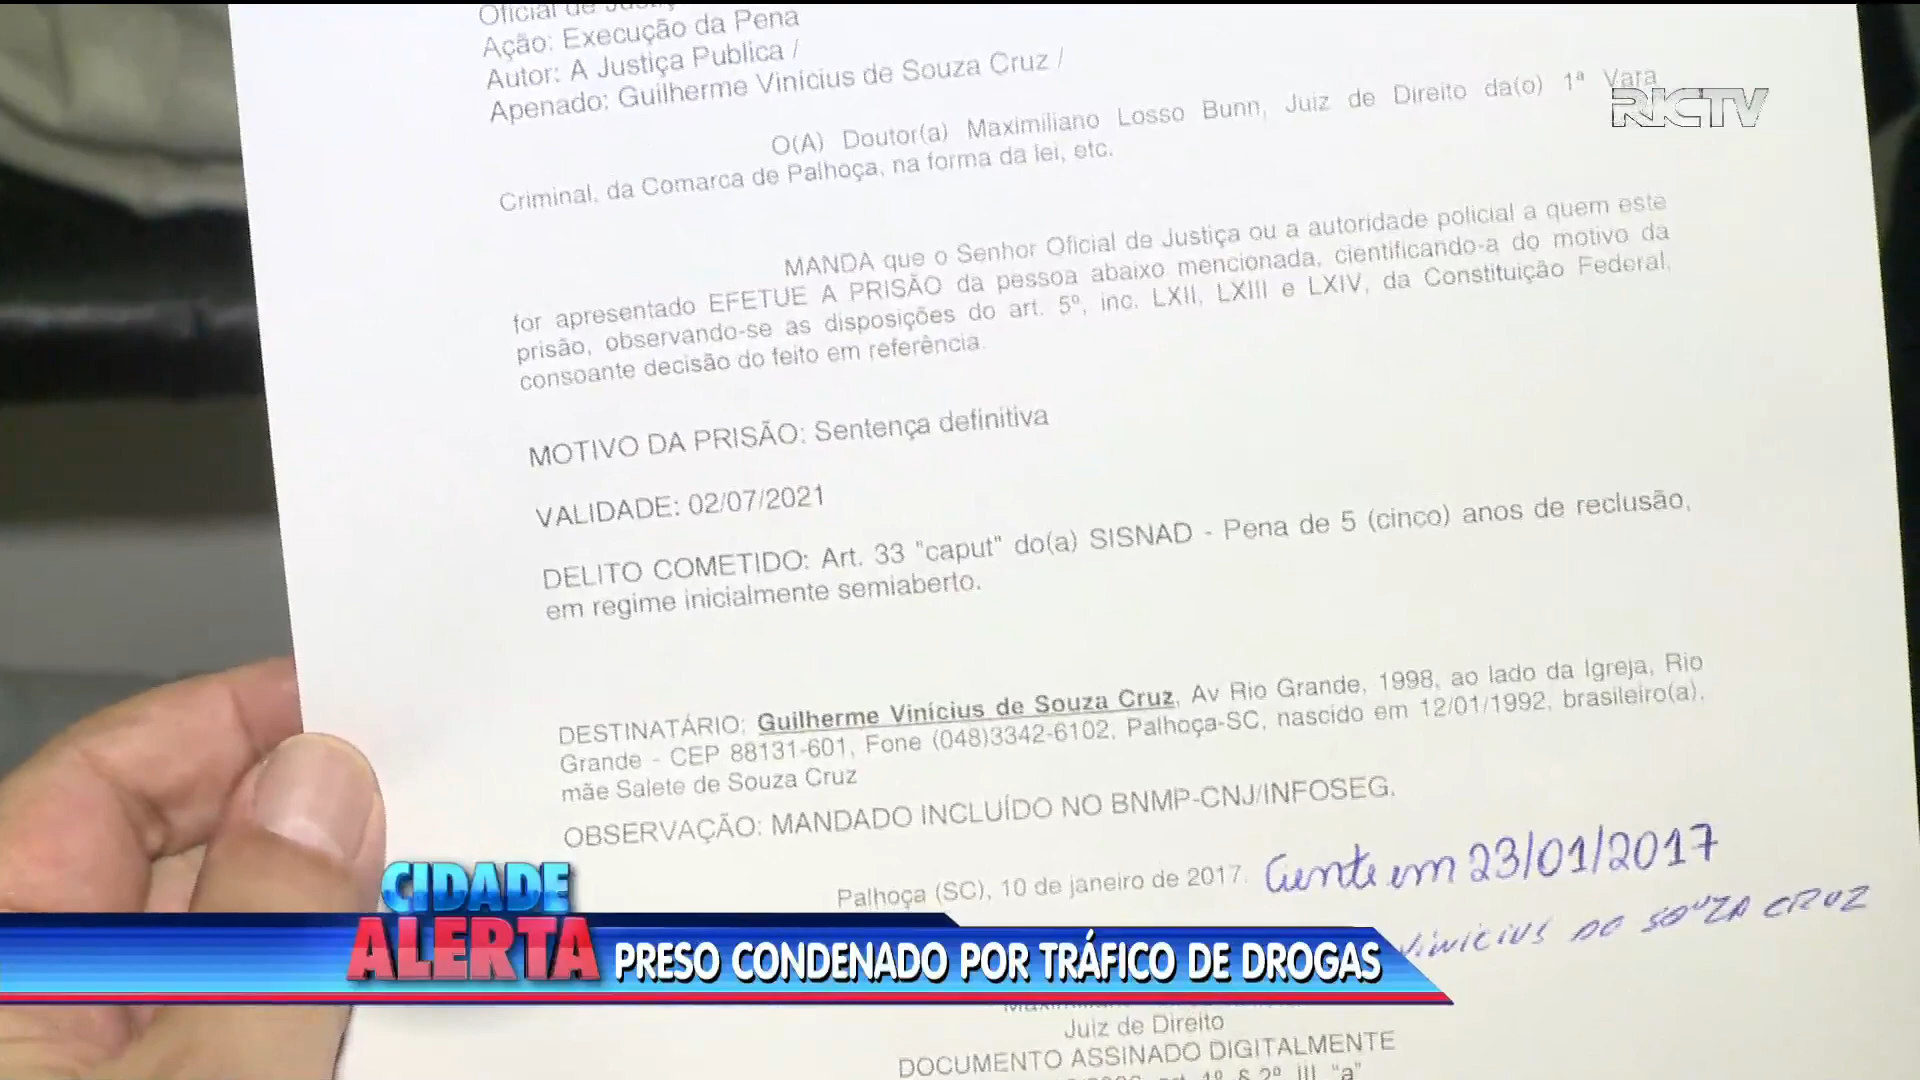 Oficial de Justiça
Ação: Execução da Pena
Autor: A Justiça Publica /
Apenado: Guilherme Vinícius de Souza Cruz /
O(A) Doutor(a) Maximiliano Losso Bunn, Juiz de Direito da(o) 1ª Vara
RICTV
Criminal, da Comarca de Palhoça, na forma da lei, etc.
MANDA que o Senhor Oficial de Justiça ou a autoridade policial a quem este
for apresentado EFETUE A PRISÃO da pessoa abaixo mencionada, cientificando-a do motivo da
prisão, observando-se as disposições do art. 5º, inc. LXII, LXIII e LXIV, da Constituição Federal,
consoante decisão do feito em referência.
MOTIVO DA PRISÃO: Sentença definitiva
VALIDADE: 02/07/2021
DELITO COMETIDO: Art. 33 "caput" do(a) SISNAD - Pena de 5 (cinco) anos de reclusão,
em regime inicialmente semiaberto.
DESTINATÁRIO: Guilherme Vinícius de Souza Cruz, Av Rio Grande, 1998, ao lado da Igreja, Rio
Grande - CEP 88131-601, Fone (048)3342-6102, Palhoça-SC, nascido em 12/01/1992, brasileiro(a),
mãe Salete de Souza Cruz
OBSERVAÇÃO: MANDADO INCLUÍDO NO BNMP-CNJ/INFOSEG.
Palhoça (SC), 10 de janeiro de 2017. Ciente em 23/01/2017
VINICIUS DE SOUZA CRUZ
CIDADE
ALERTA
PRESO CONDENADO POR TRÁFICO DE DROGAS
Juiz de Direito
DOCUMENTO ASSINADO DIGITALMENTE
art. 1º § 2º III "a"